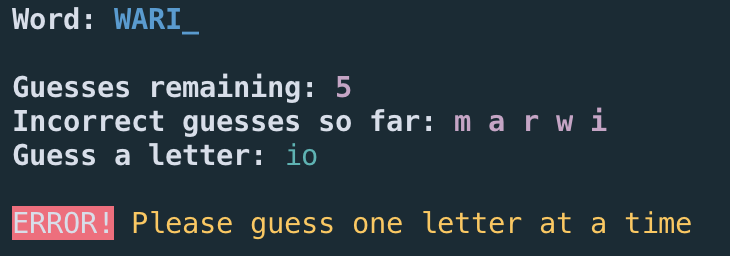 Word: WARI_
Guesses remaining: 5
Incorrect guesses so far: m a r w i
Guess a letter: io
ERROR! Please guess one letter at a time